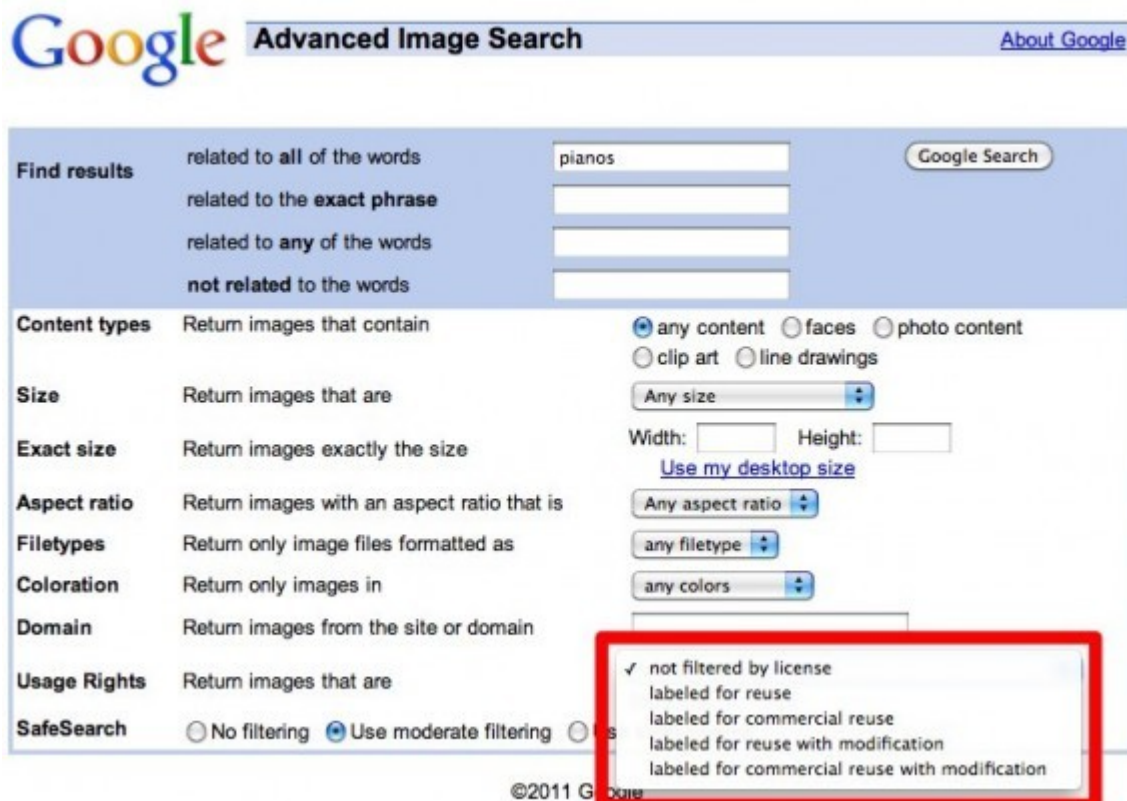 Google Advanced Image Search About Google
Find results related to all of the words pianos Google Search
related to the exact phrase
related to any of the words
not related to the words
Content types Return images that contain any content faces photo content
clip art line drawings
Size Return images that are Any size
Exact size Return images exactly the size Width: Height:
Use my desktop size
Aspect ratio Return images with an aspect ratio that is Any aspect ratio
Filetypes Return only image files formatted as any filetype
Coloration Return only images in any colors
Domain Return images from the site or domain
Usage Rights Return images that are ✓ not filtered by license
labeled for reuse
labeled for commercial reuse
labeled for reuse with modification
labeled for commercial reuse with modification
SafeSearch No filtering Use moderate filtering
©2011 Google